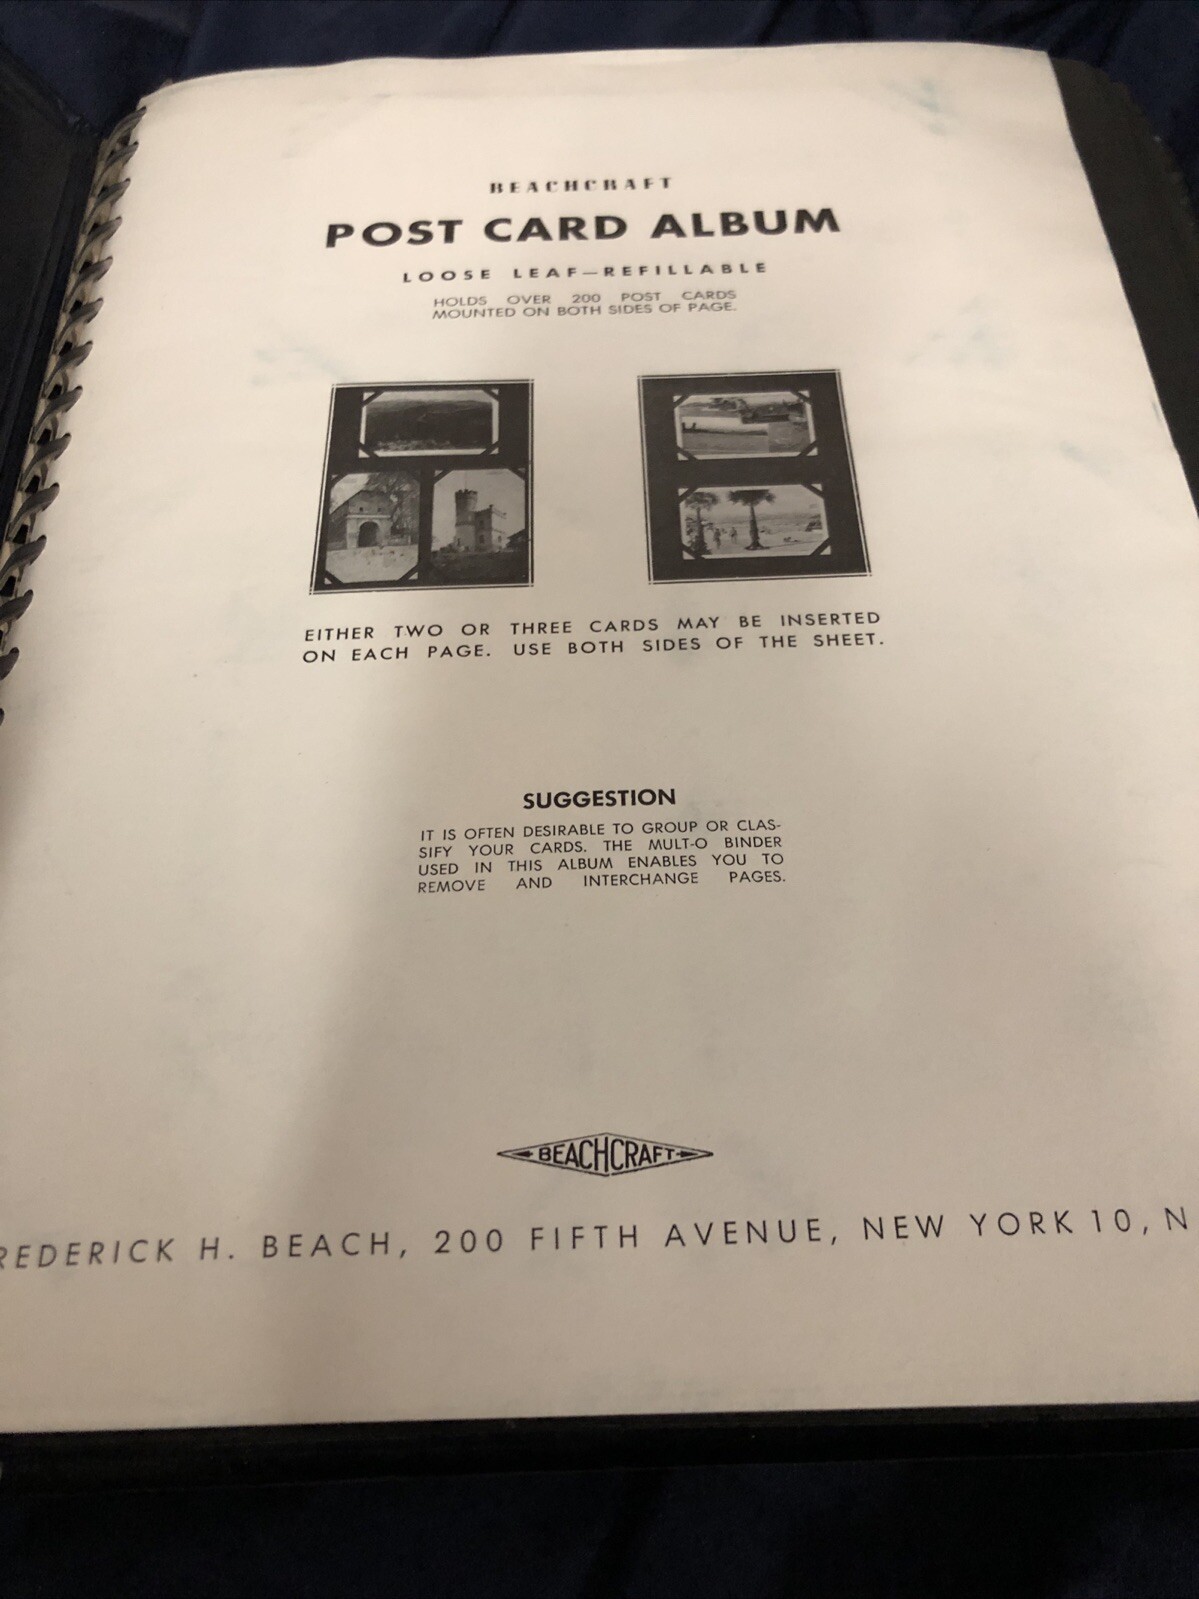 BEACHCRAFT
POST CARD ALBUM
LOOSE LEAF—REFILLABLE
HOLDS OVER 200 POST CARDS
MOUNTED ON BOTH SIDES OF PAGE.
EITHER TWO OR THREE CARDS MAY BE INSERTED
ON EACH PAGE. USE BOTH SIDES OF THE SHEET.
SUGGESTION
IT IS OFTEN DESIRABLE TO GROUP OR CLAS-
SIFY YOUR CARDS. THE MULT-O BINDER
USED IN THIS ALBUM ENABLES YOU TO
REMOVE AND INTERCHANGE PAGES.
BEACHCRAFT
REDERICK H. BEACH, 200 FIFTH AVENUE, NEW YORK 10, N